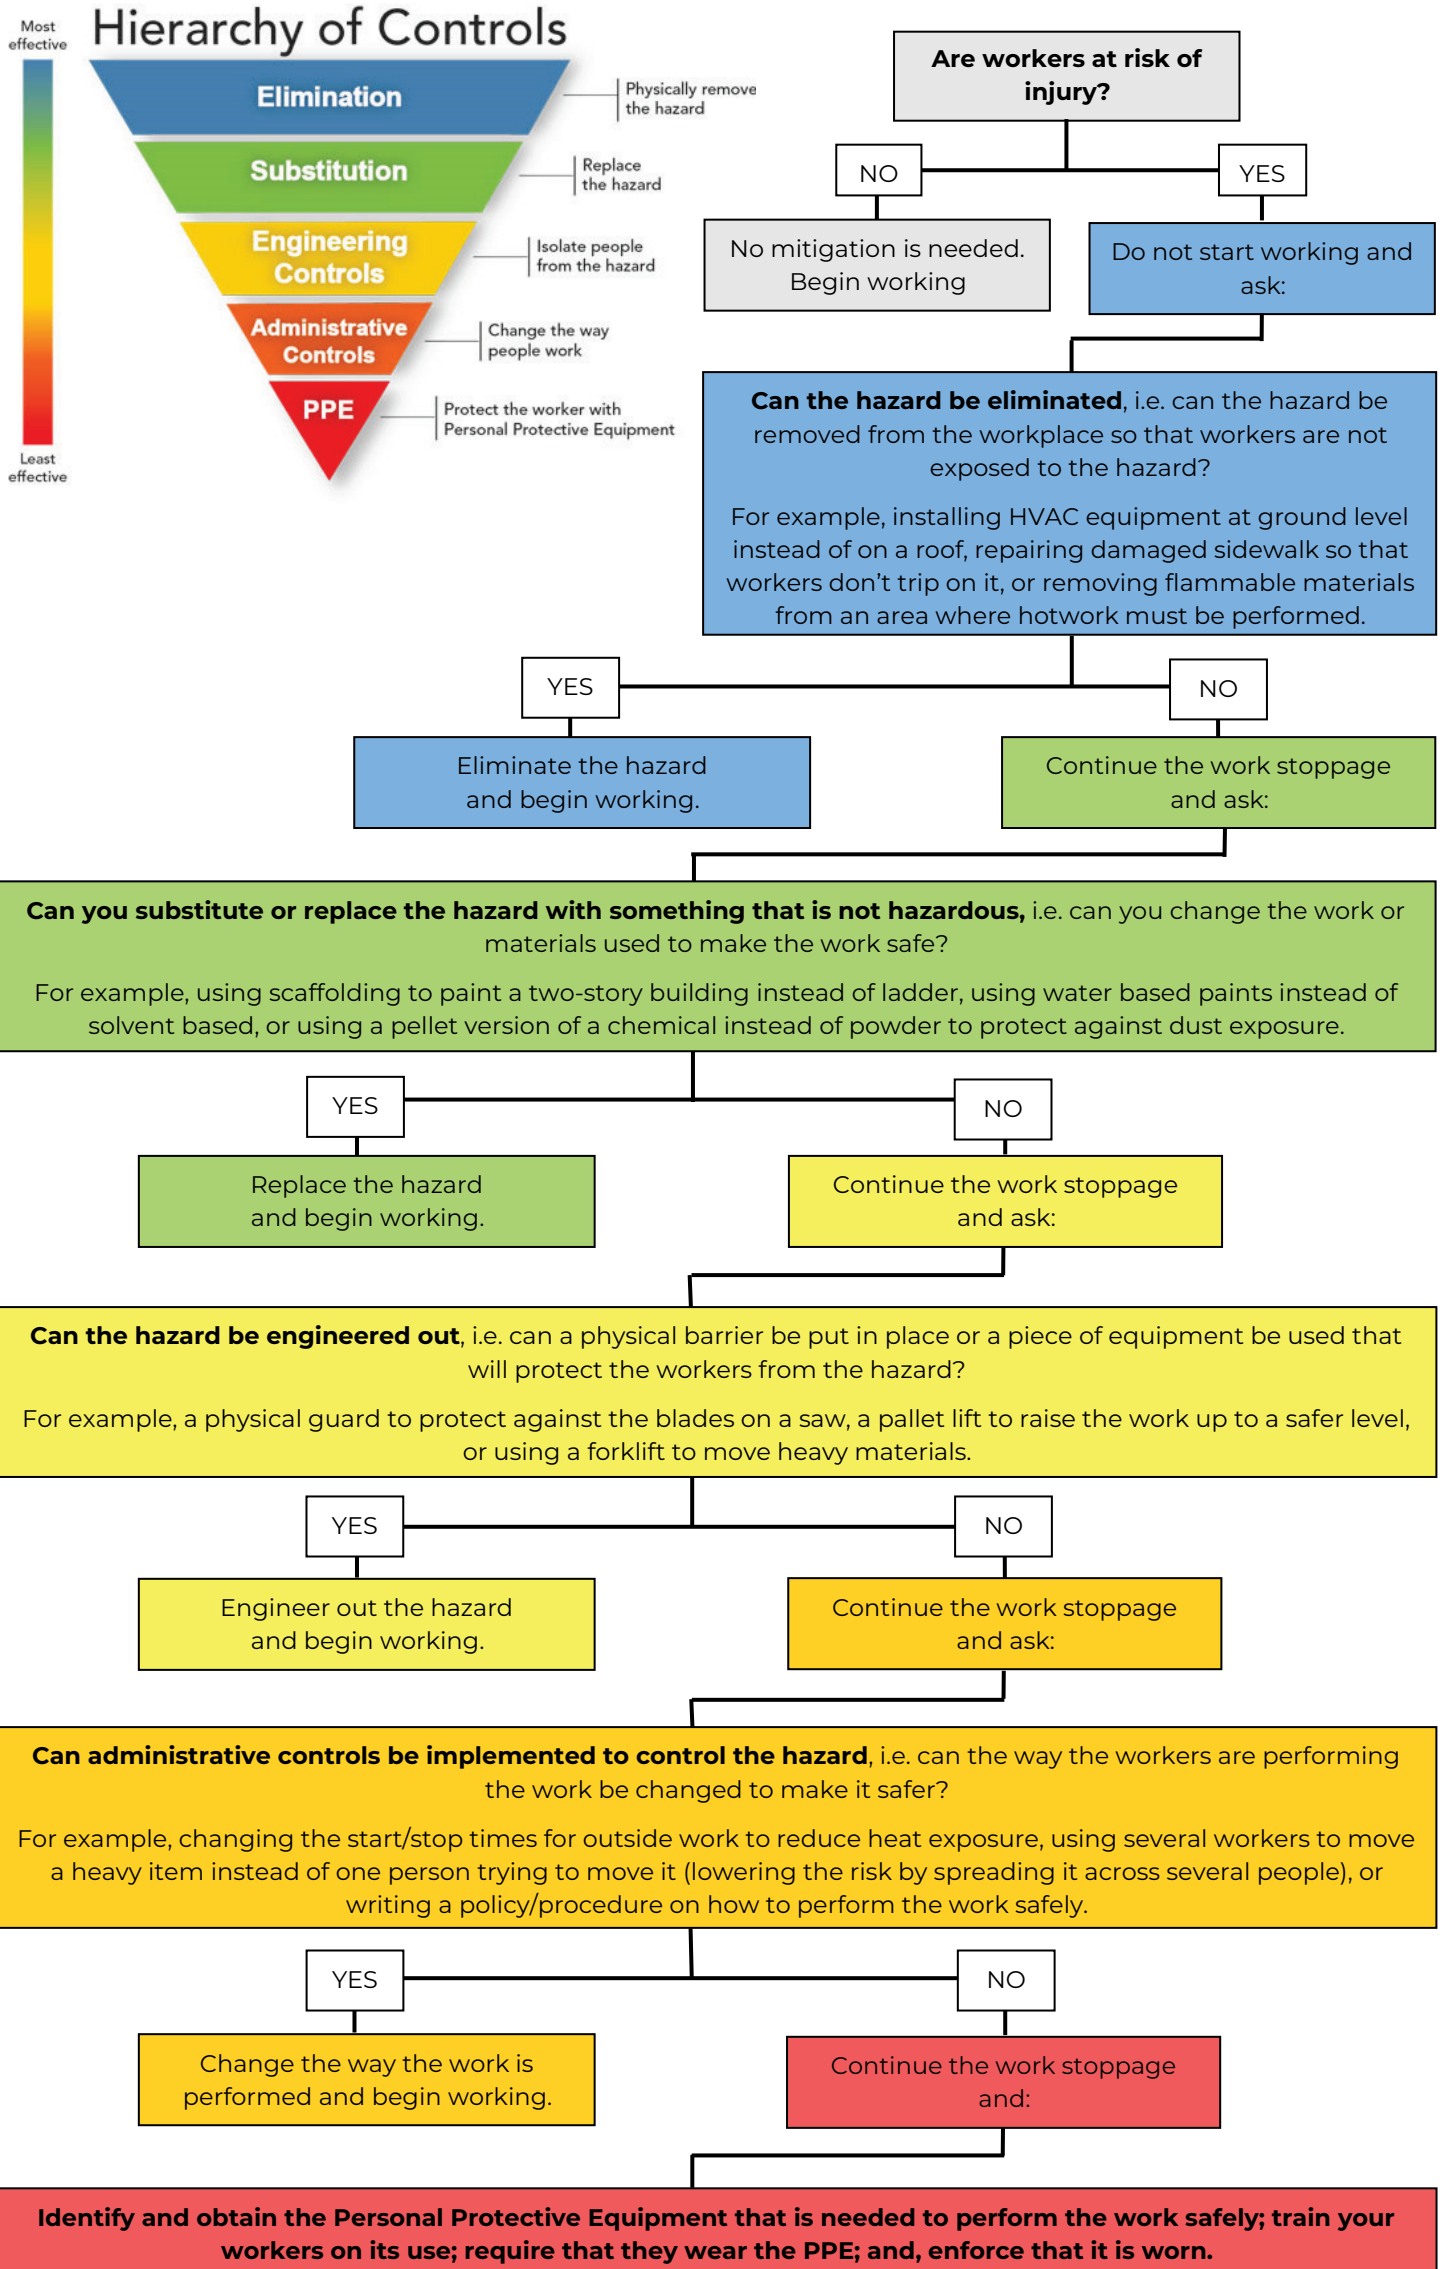 Most
effective
Hierarchy of Controls
Elimination
Physically remove
the hazard
Substitution
Replace
the hazard
Engineering
Controls
Isolate people
from the hazard
Administrative
Controls
Change the way
people work
PPE
Protect the worker with
Personal Protective Equipment
Least
effective
Are workers at risk of
injury?
NO
YES
No mitigation is needed.
Begin working
Do not start working and
ask:
Can the hazard be eliminated, i.e. can the hazard be
removed from the workplace so that workers are not
exposed to the hazard?
For example, installing HVAC equipment at ground level
instead of on a roof, repairing damaged sidewalk so that
workers don't trip on it, or removing flammable materials
from an area where hotwork must be performed.
YES
NO
Eliminate the hazard
and begin working.
Continue the work stoppage
and ask:
Can you substitute or replace the hazard with something that is not hazardous, i.e. can you change the work or
materials used to make the work safe?
For example, using scaffolding to paint a two-story building instead of ladder, using water based paints instead of
solvent based, or using a pellet version of a chemical instead of powder to protect against dust exposure.
YES
NO
Replace the hazard
and begin working.
Continue the work stoppage
and ask:
Can the hazard be engineered out, i.e. can a physical barrier be put in place or a piece of equipment be used that
will protect the workers from the hazard?
For example, a physical guard to protect against the blades on a saw, a pallet lift to raise the work up to a safer level,
or using a forklift to move heavy materials.
YES
NO
Engineer out the hazard
and begin working.
Continue the work stoppage
and ask:
Can administrative controls be implemented to control the hazard, i.e. can the way the workers are performing
the work be changed to make it safer?
For example, changing the start/stop times for outside work to reduce heat exposure, using several workers to move
a heavy item instead of one person trying to move it (lowering the risk by spreading it across several people), or
writing a policy/procedure on how to perform the work safely.
YES
NO
Change the way the work is
performed and begin working.
Continue the work stoppage
and:
Identify and obtain the Personal Protective Equipment that is needed to perform the work safely; train your
workers on its use; require that they wear the PPE; and, enforce that it is worn.